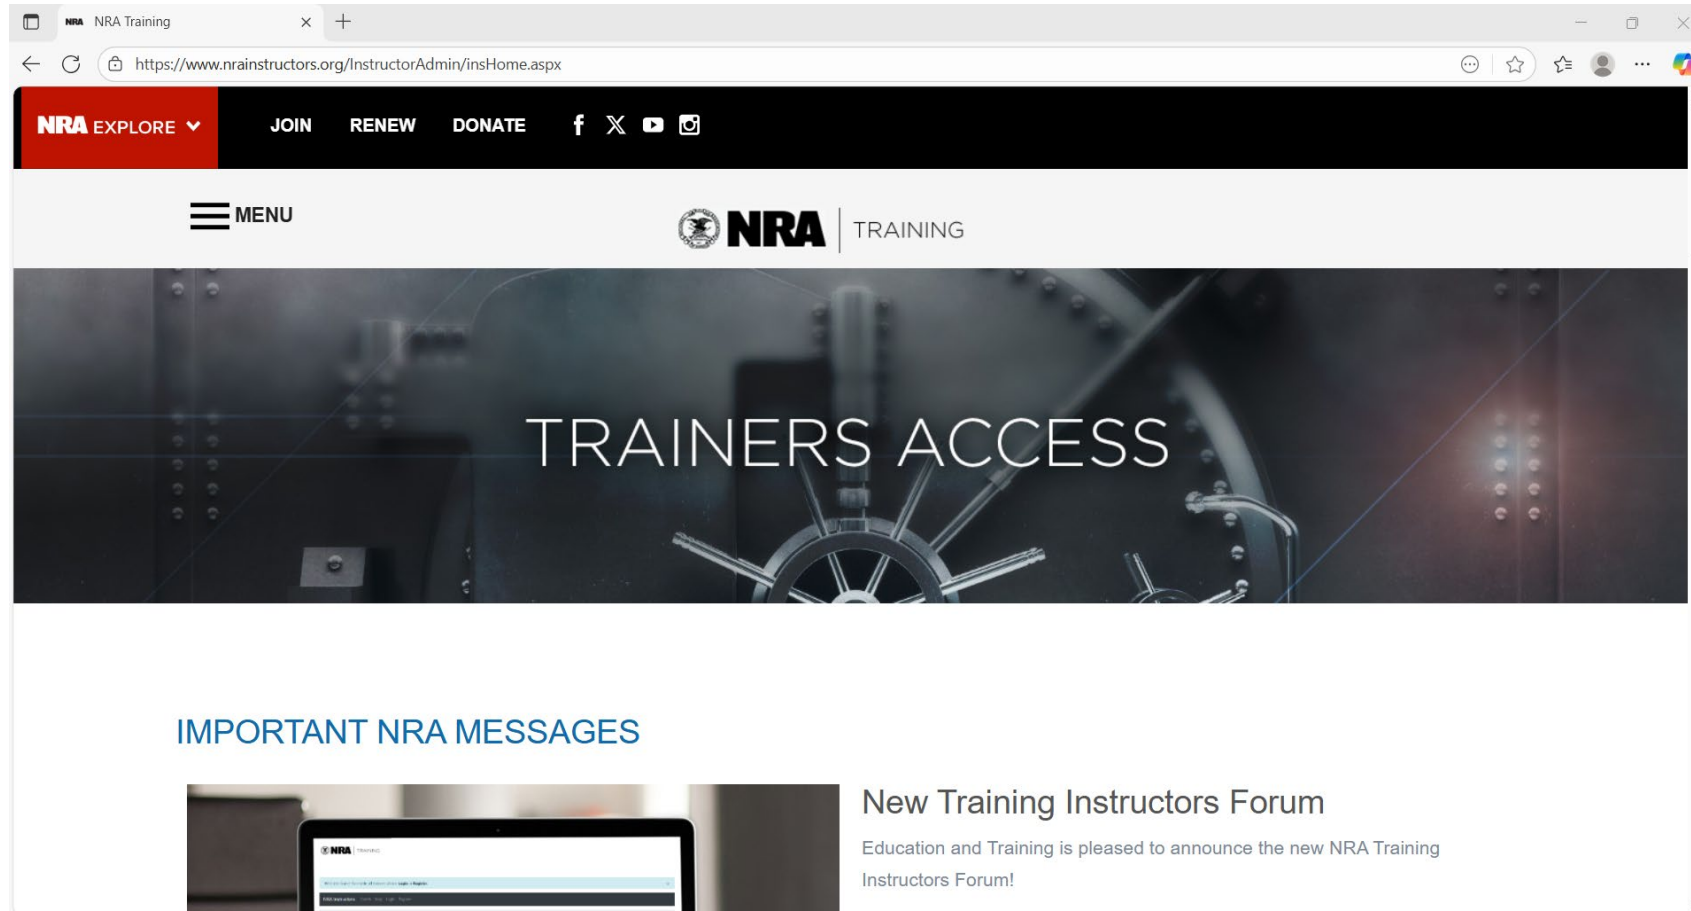 NRA NRA Training
https://www.nrainstructors.org/InstructorAdmin/insHome.aspx
NRA EXPLORE JOIN RENEW DONATE
MENU
NRA TRAINING
TRAINERS ACCESS
IMPORTANT NRA MESSAGES
New Training Instructors Forum
Education and Training is pleased to announce the new NRA Training
Instructors Forum!
NRA TRAINING